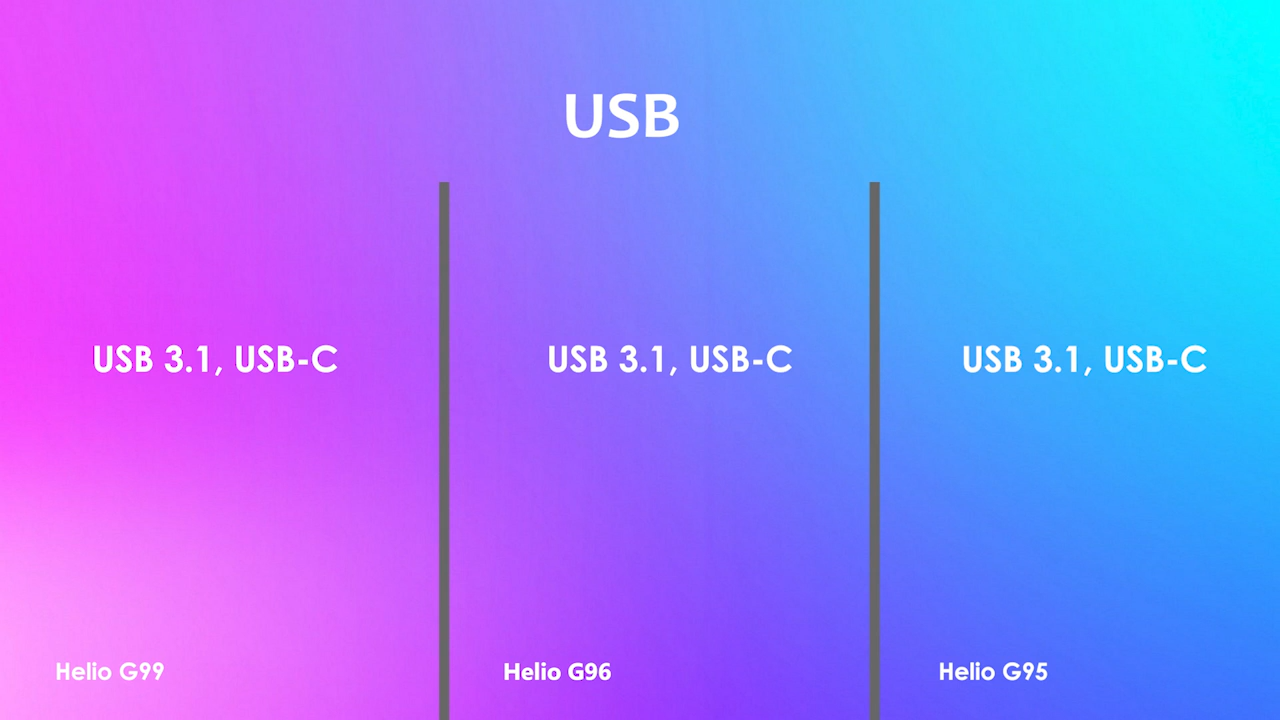 USB
USB 3.1, USB-C
USB 3.1, USB-C
USB 3.1, USB-C
Helio G99
Helio G96
Helio G95